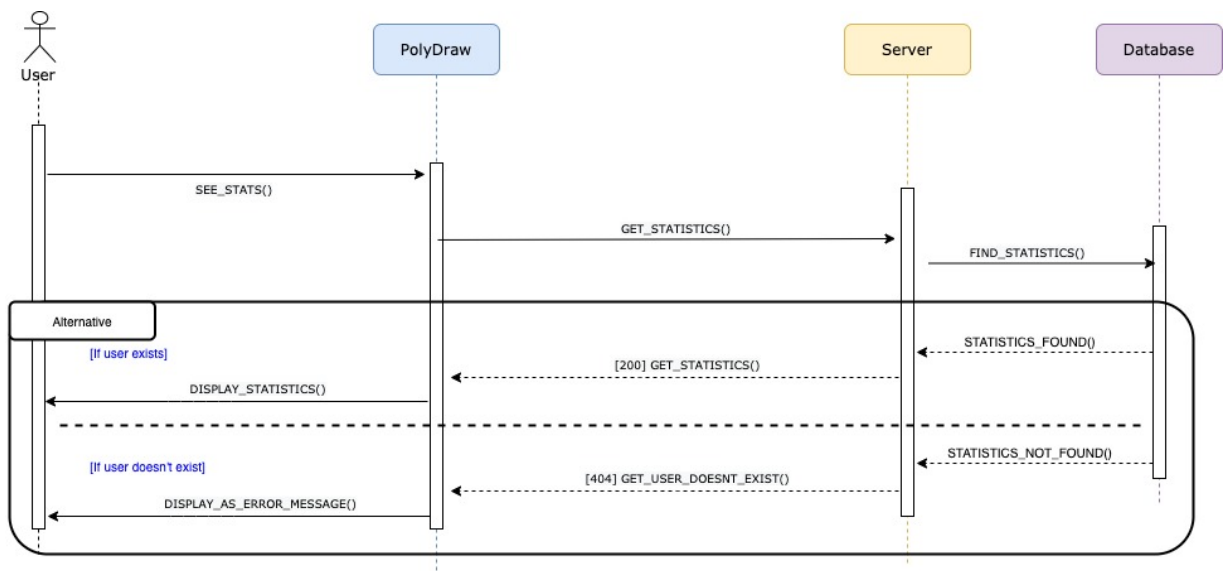 PolyDraw
Server
Database
User
SEE_STATS()
GET_STATISTICS()
FIND_STATISTICS()
Alternative
STATISTICS_FOUND()
[If user exists]
[200] GET_STATISTICS()
DISPLAY_STATISTICS()
STATISTICS_NOT_FOUND()
[If user doesn't exist]
[404] GET_USER_DOESNT_EXIST()
DISPLAY_AS_ERROR_MESSAGE()